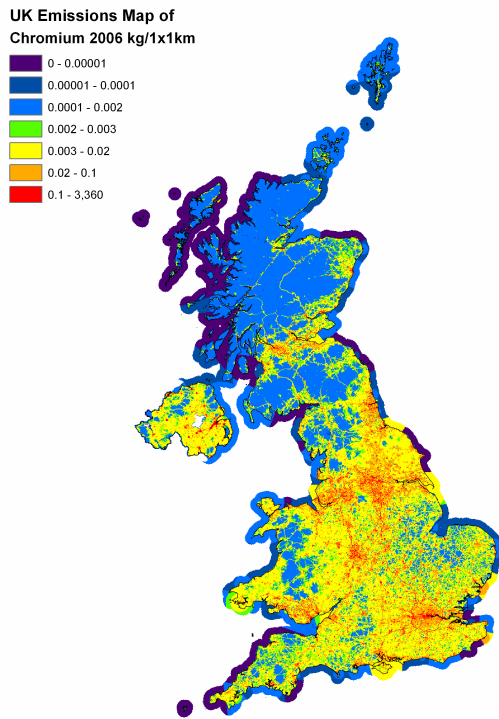 UK Emissions Map of
Chromium 2006 kg/1x1km
0 - 0.00001
0.00001 - 0.0001
0.0001 - 0.002
0.002 - 0.003
0.003 - 0.02
0.02 - 0.1
0.1 - 3,360